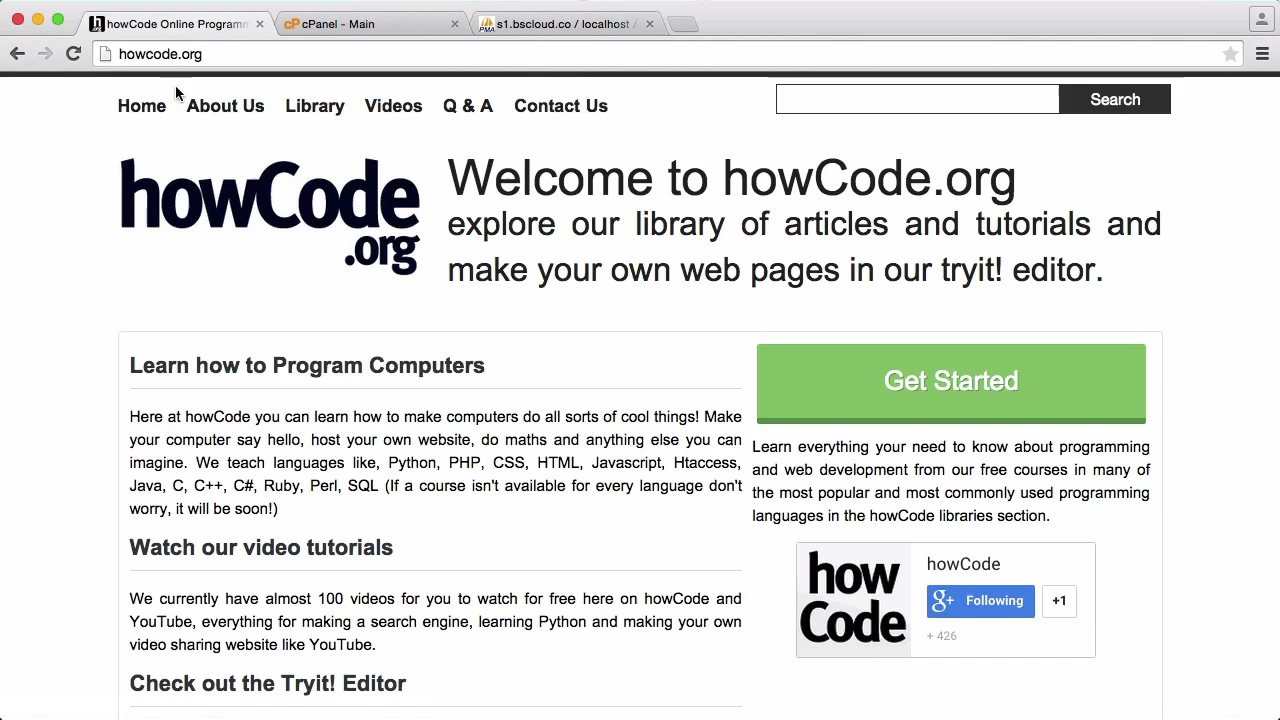 howCode Online Programm
cPanel - Main
s1.bscloud.co / localhost /
howcode.org
Home About Us Library Videos Q & A Contact Us
Search
howCode
.org
Welcome to howCode.org
explore our library of articles and tutorials and
make your own web pages in our tryit! editor.
Learn how to Program Computers
Here at howCode you can learn how to make computers do all sorts of cool things! Make
your computer say hello, host your own website, do maths and anything else you can
imagine. We teach languages like, Python, PHP, CSS, HTML, Javascript, Htaccess,
Java, C, C++, C#, Ruby, Perl, SQL (If a course isn't available for every language don't
worry, it will be soon!)
Watch our video tutorials
We currently have almost 100 videos for you to watch for free here on howCode and
YouTube, everything for making a search engine, learning Python and making your own
video sharing website like YouTube.
Check out the Tryit! Editor
Get Started
Learn everything your need to know about programming
and web development from our free courses in many of
the most popular and most commonly used programming
languages in the howCode libraries section.
how
Code
howCode
g+ Following
+1
+ 426